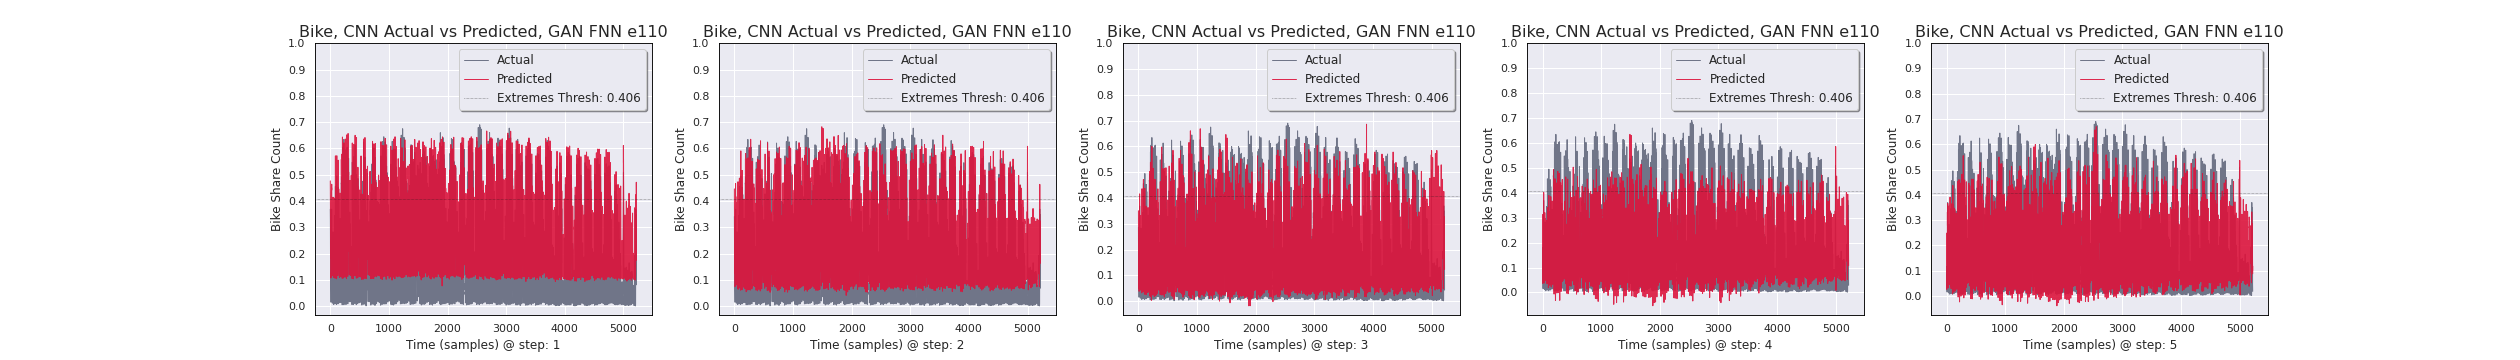 Bike, CNN Actual vs Predicted, GAN FNN e110
1.0
0.9
0.8
0.7
0.6
0.5
0.4
0.3
0.2
0.1
0.0
Bike Share Count
Actual
Predicted
Extremes Thresh: 0.406
0
1000
2000
3000
4000
5000
Time (samples) @ step: 1
Bike, CNN Actual vs Predicted, GAN FNN e110
1.0
0.9
0.8
0.7
0.6
0.5
0.4
0.3
0.2
0.1
0.0
Bike Share Count
Actual
Predicted
Extremes Thresh: 0.406
0
1000
2000
3000
4000
5000
Time (samples) @ step: 2
Bike, CNN Actual vs Predicted, GAN FNN e110
1.0
0.9
0.8
0.7
0.6
0.5
0.4
0.3
0.2
0.1
0.0
Bike Share Count
Actual
Predicted
Extremes Thresh: 0.406
0
1000
2000
3000
4000
5000
Time (samples) @ step: 3
Bike, CNN Actual vs Predicted, GAN FNN e110
1.0
0.9
0.8
0.7
0.6
0.5
0.4
0.3
0.2
0.1
0.0
Bike Share Count
Actual
Predicted
Extremes Thresh: 0.406
0
1000
2000
3000
4000
5000
Time (samples) @ step: 4
Bike, CNN Actual vs Predicted, GAN FNN e110
1.0
0.9
0.8
0.7
0.6
0.5
0.4
0.3
0.2
0.1
0.0
Bike Share Count
Actual
Predicted
Extremes Thresh: 0.406
0
1000
2000
3000
4000
5000
Time (samples) @ step: 5